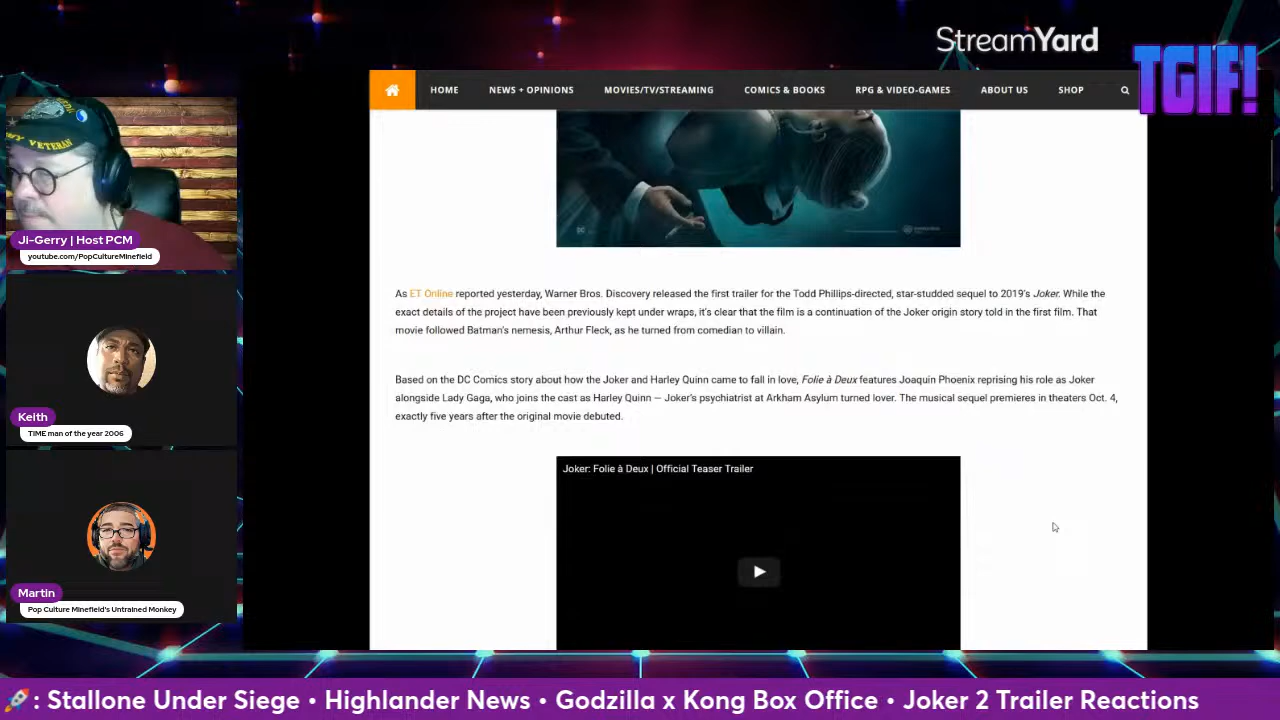 StreamYard
TGIF!
HOME NEWS + OPINIONS MOVIES/TV/STREAMING COMICS & BOOKS RPG & VIDEO-GAMES ABOUT US SHOP
VETERAN
Ji-Gerry | Host PCM
youtube.com/PopCultureMinefield
Keith
TIME man of the year 2006
Martin
Pop Culture Minefield's Untrained Monkey
DC
As ET Online reported yesterday, Warner Bros. Discovery released the first trailer for the Todd Phillips-directed, star-studded sequel to 2019's Joker. While the
exact details of the project have been previously kept under wraps, it's clear that the film is a continuation of the Joker origin story told in the first film. That
movie followed Batman's nemesis, Arthur Fleck, as he turned from comedian to villain.
Based on the DC Comics story about how the Joker and Harley Quinn came to fall in love, Folie à Deux features Joaquin Phoenix reprising his role as Joker
alongside Lady Gaga, who joins the cast as Harley Quinn — Joker's psychiatrist at Arkham Asylum turned lover. The musical sequel premieres in theaters Oct. 4,
exactly five years after the original movie debuted.
Joker: Folie à Deux | Official Teaser Trailer
🚀: Stallone Under Siege • Highlander News • Godzilla x Kong Box Office • Joker 2 Trailer Reactions